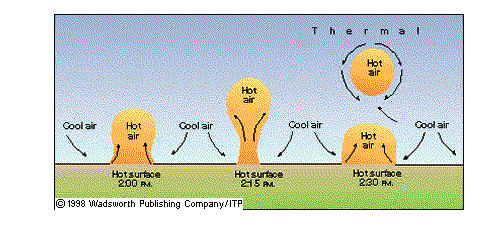 Thermal
Hot
air
Hot
air
Cool air
Hot
air
Cool air
Cool air
Hot
air
Cool air
Hot surface
2:00 P.M.
Hot surface
2:15 P.M.
Hot surface
2:30 P.M.
©1998 Wadsworth Publishing Company/ITP